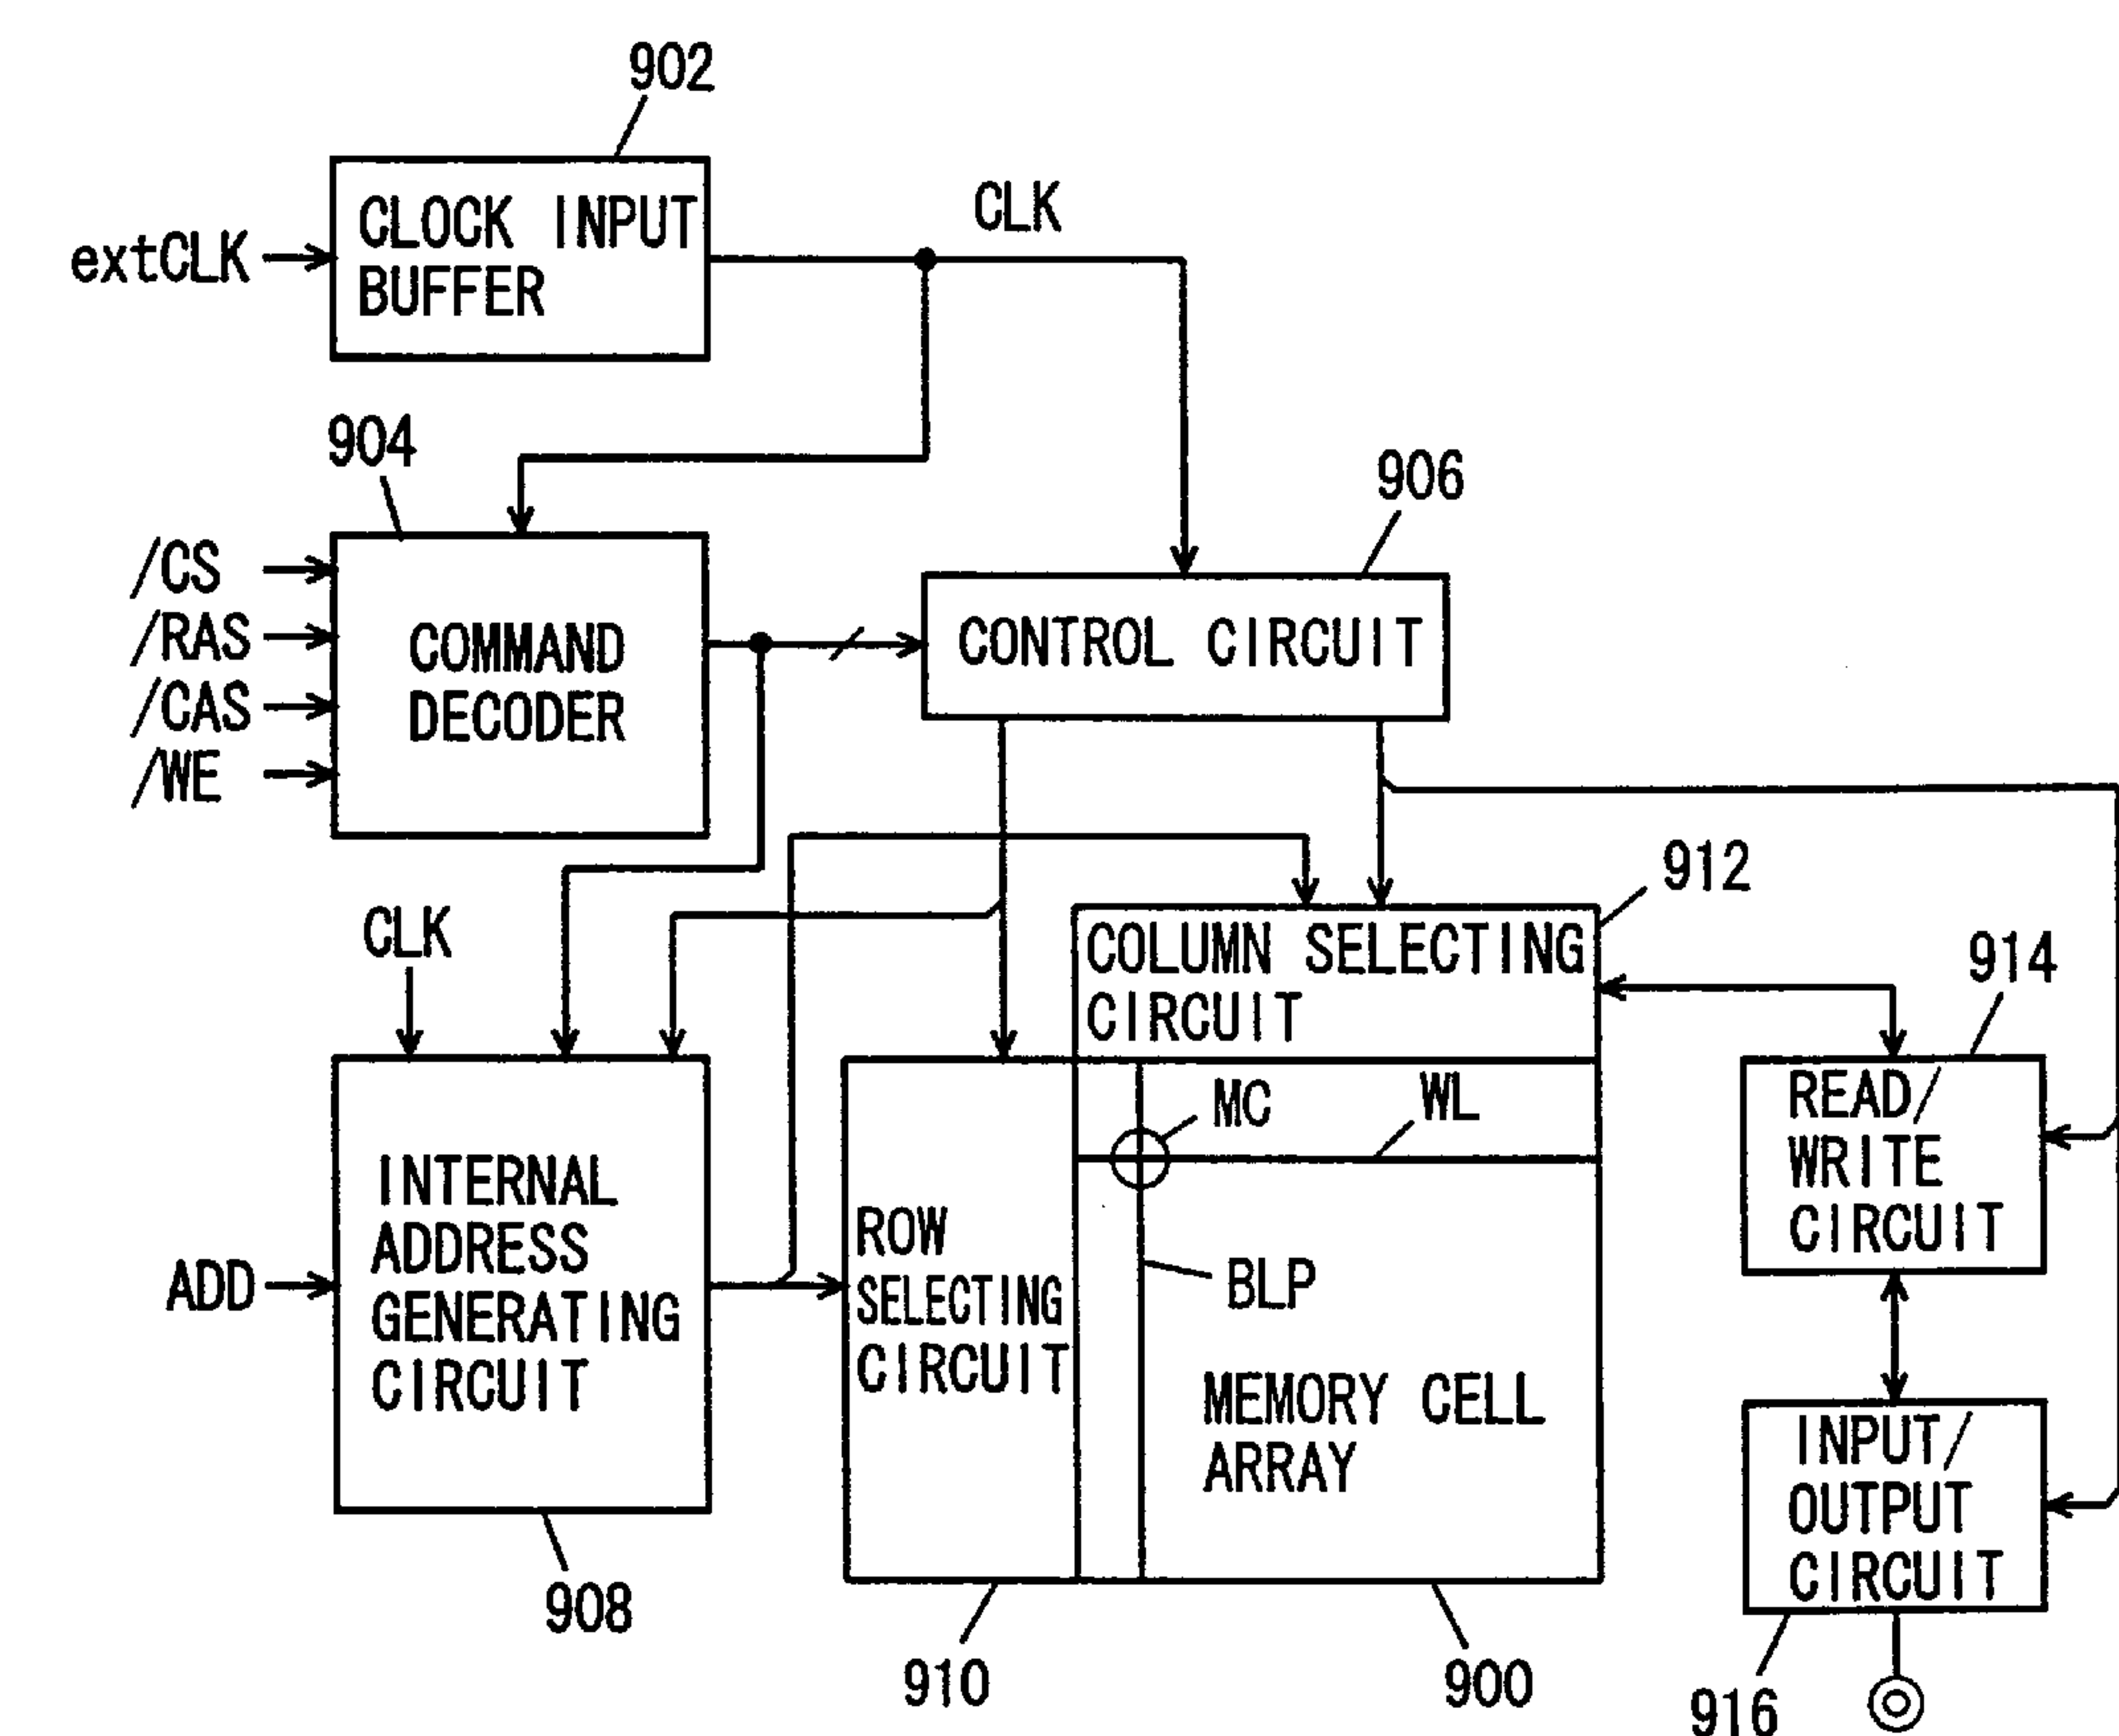 902
CLK
extCLK
CLOCK INPUT
BUFFER
904
906
/CS
/RAS
/CAS
/WE
COMMAND
DECODER
CONTROL CIRCUIT
912
CLK
COLUMN SELECTING
CIRCUIT
914
MC
WL
READ/
WRITE
CIRCUIT
INTERNAL
ADDRESS
GENERATING
CIRCUIT
ADD
ROW
SELECTING
CIRCUIT
BLP
MEMORY CELL
ARRAY
INPUT/
OUTPUT
CIRCUIT
908
910
900
916